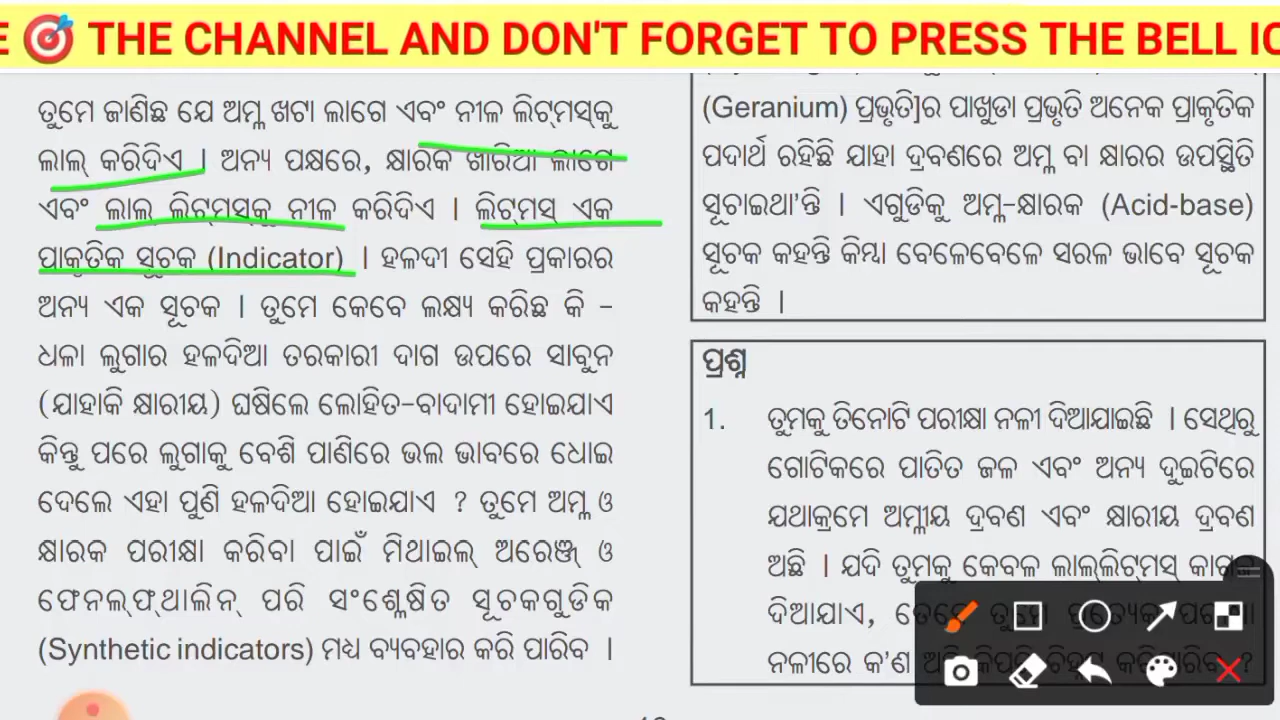 THE CHANNEL AND DON'T FORGET TO PRESS THE BELL
ତୁମେ ଜାଣିଛ ଯେ ଅମ୍ଳ ଖଟା ଲାଗେ ଏବଂ ନୀଳ ଲିଟ୍‌ମସ୍‌କୁ
ଲାଲ୍ କରିଦିଏ । ଅନ୍ୟ ପକ୍ଷରେ, କ୍ଷାରକ ଖାରିଆ ଲାଗେ
ଏବଂ ଲାଲ୍ ଲିଟ୍‌ମସକୁ ନୀଳ କରିଦିଏ । ଲିଟ୍‌ମସ୍ ଏକ
ପ୍ରାକୃତିକ ସୂଚକ (Indicator) । ହଳଦୀ ସେହି ପ୍ରକାରର
ଅନ୍ୟ ଏକ ସୂଚକ । ତୁମେ କେବେ ଲକ୍ଷ୍ୟ କରିଛ କି –
ଧଳା ଲୁଗାର ହଳଦିଆ ତରକାରୀ ଦାଗ ଉପରେ ସାବୁନ
(ଯାହାକି କ୍ଷାରୀୟ) ଘଷିଲେ ଲୋହିତ-ବାଦାମୀ ହୋଇଯାଏ
କିନ୍ତୁ ପରେ ଲୁଗାକୁ ବେଶି ପାଣିରେ ଭଲ ଭାବରେ ଧୋଇ
ଦେଲେ ଏହା ପୁଣି ହଳଦିଆ ହୋଇଯାଏ ? ତୁମେ ଅମ୍ଳ ଓ
କ୍ଷାରକ ପରୀକ୍ଷା କରିବା ପାଇଁ ମିଥାଇଲ୍ ଅରେଞ୍ଜ୍ ଓ
ଫେନଲ୍‌ଫ୍‌ଥାଲିନ୍ ପରି ସଂଶ୍ଳେଷିତ ସୂଚକଗୁଡିକ
(Synthetic indicators) ମଧ୍ୟ ବ୍ୟବହାର କରି ପାରିବ ।
(Geranium) ପ୍ରଭୃତି]ର ପାଖୁଡା ପ୍ରଭୃତି ଅନେକ ପ୍ରାକୃତିକ
ପଦାର୍ଥ ରହିଛି ଯାହା ଦ୍ରବଣରେ ଅମ୍ଳ ବା କ୍ଷାରର ଉପସ୍ଥିତି
ସୂଚାଇଥା'ନ୍ତି । ଏଗୁଡିକୁ ଅମ୍ଳ-କ୍ଷାରକ (Acid-base)
ସୂଚକ କହନ୍ତି କିମ୍ବା ବେଳେବେଳେ ସରଳ ଭାବେ ସୂଚକ
କହନ୍ତି ।
ପ୍ରଶ୍ନ
1. ତୁମକୁ ତିନୋଟି ପରୀକ୍ଷା ନଳୀ ଦିଆଯାଇଛି । ସେଥିରୁ
ଗୋଟିକରେ ପାତିତ ଜଳ ଏବଂ ଅନ୍ୟ ଦୁଇଟିରେ
ଯଥାକ୍ରମେ ଅମ୍ଳୀୟ ଦ୍ରବଣ ଏବଂ କ୍ଷାରୀୟ ଦ୍ରବଣ
ଅଛି । ଯଦି ତୁମକୁ କେବଳ ଲାଲ୍‌ଲିଟ୍‌ମସ୍
ଦିଆଯାଏ,
ନଳୀରେ କ'ଣ